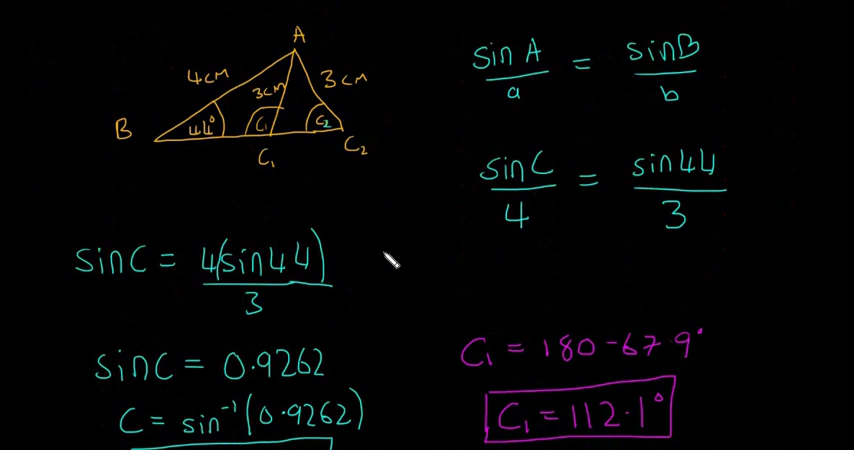 A
4cm
3cm
3cm
B
44°
C₁
C₂
C₁
C₂
sin A / a = sin B / b
sin C / 4 = sin 44 / 3
sin C = 4(sin 44) / 3
sin C = 0.9262
C = sin⁻¹(0.9262)
C₁ = 180 - 67.9°
C₁ = 112.1°